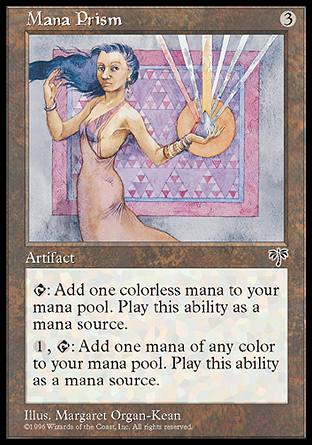 Mana Prism 3
Artifact
: Add one colorless mana to your
mana pool. Play this ability as
a mana source.
1, : Add one mana of any color
to your mana pool. Play this ability
as a mana source.
Illus. Margaret Organ-Kean
©1996 Wizards of the Coast, Inc. All rights reserved.